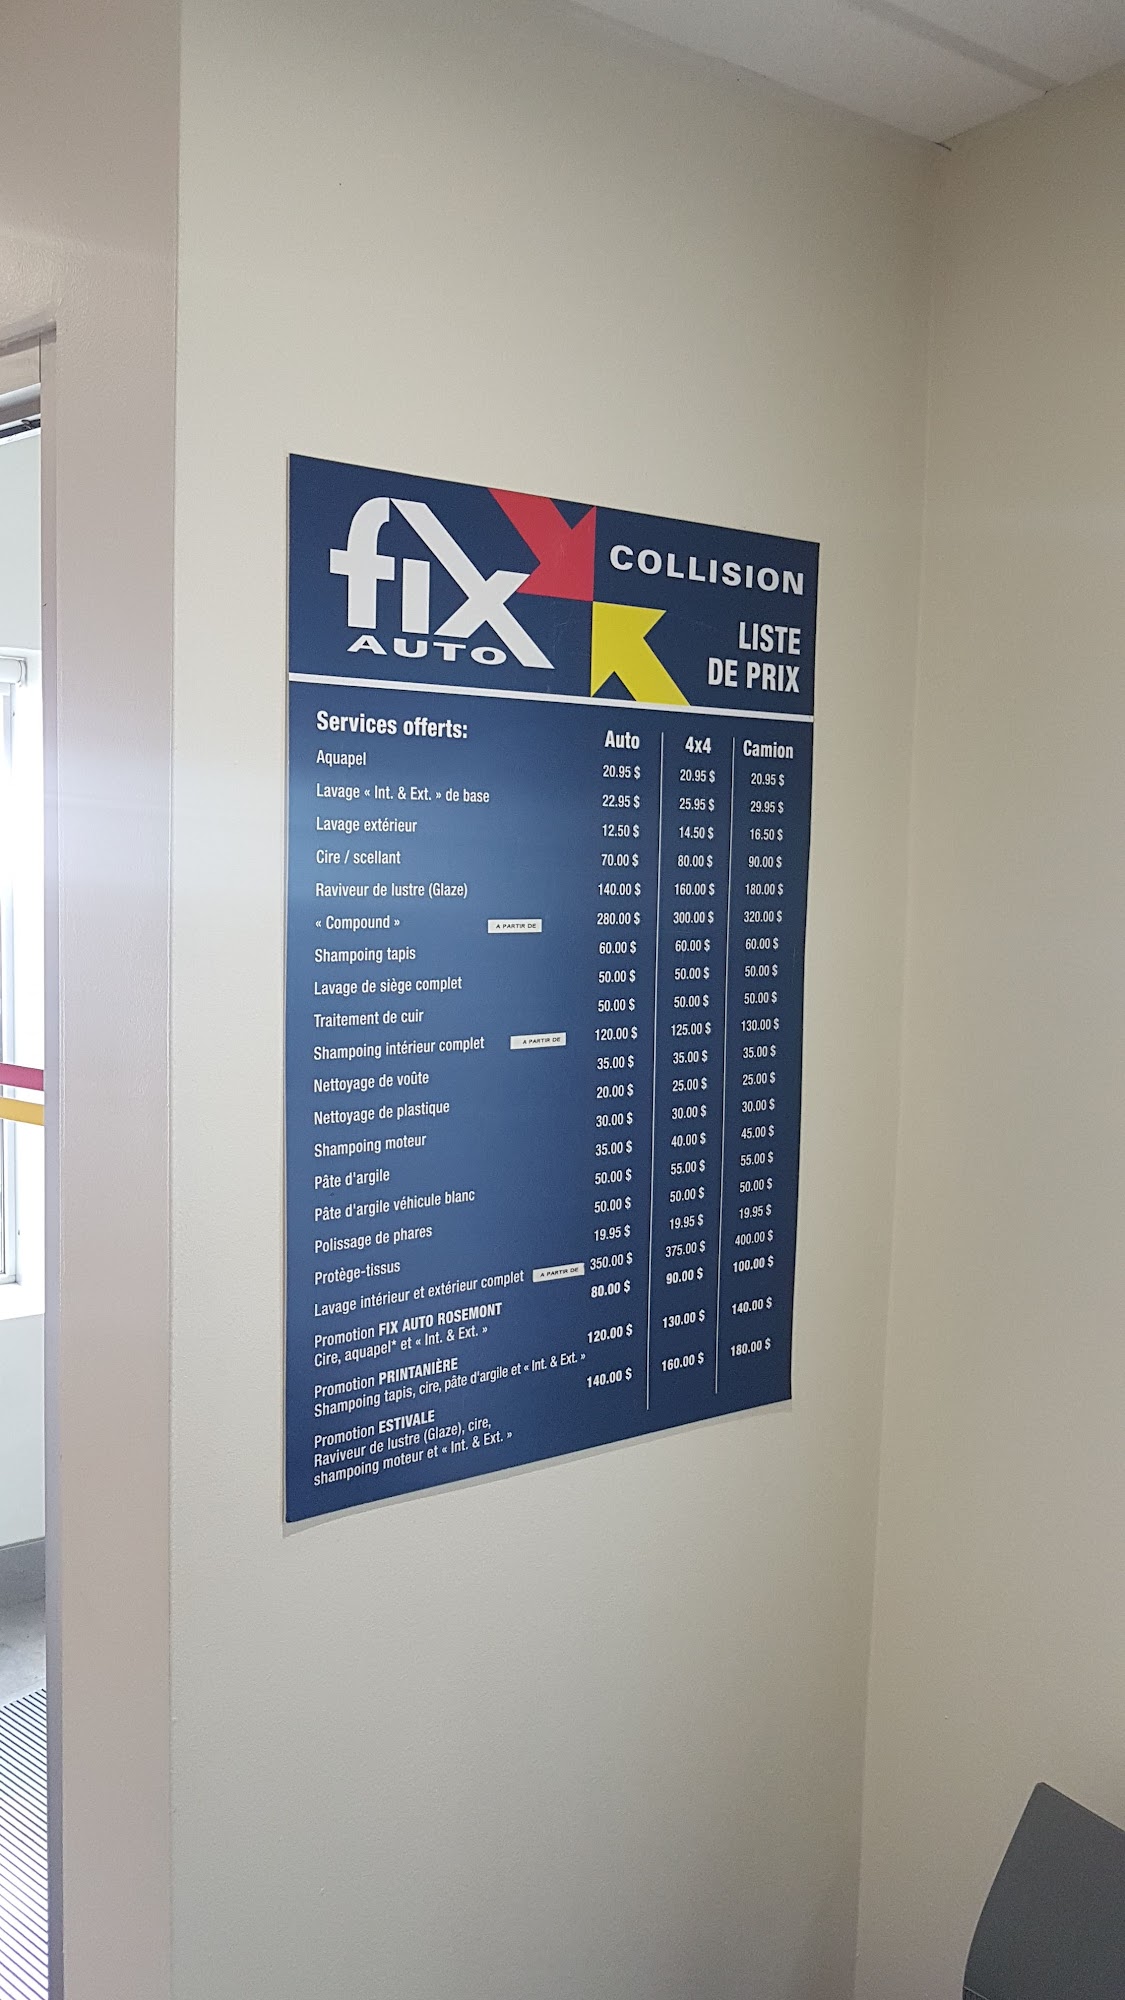 fix
AUTO
COLLISION
LISTE
DE PRIX
Services offerts: Auto 4x4 Camion
Aquapel 20.95 $ 20.95 $ 20.95 $
Lavage « Int. & Ext. » de base 22.95 $ 25.95 $ 29.95 $
Lavage extérieur 12.50 $ 14.50 $ 16.50 $
Cire / scellant 70.00 $ 80.00 $ 90.00 $
Raviveur de lustre (Glaze) 140.00 $ 160.00 $ 180.00 $
« Compound » A PARTIR DE 280.00 $ 300.00 $ 320.00 $
Shampoing tapis 60.00 $ 60.00 $ 60.00 $
Lavage de siège complet 50.00 $ 50.00 $ 50.00 $
Traitement de cuir 50.00 $ 50.00 $ 50.00 $
Shampoing intérieur complet A PARTIR DE 120.00 $ 125.00 $ 130.00 $
Nettoyage de voûte 35.00 $ 35.00 $ 35.00 $
Nettoyage de plastique 20.00 $ 25.00 $ 25.00 $
Shampoing moteur 30.00 $ 30.00 $ 30.00 $
Pâte d'argile 35.00 $ 40.00 $ 45.00 $
Pâte d'argile véhicule blanc 50.00 $ 55.00 $ 55.00 $
Polissage de phares 50.00 $ 50.00 $ 50.00 $
Protège-tissus 19.95 $ 19.95 $ 19.95 $
Lavage intérieur et extérieur complet A PARTIR DE 350.00 $ 375.00 $ 400.00 $
Promotion FIX AUTO ROSEMONT 80.00 $ 90.00 $ 100.00 $
Cire, aquapel* et « Int. & Ext. »
Promotion PRINTANIÈRE 120.00 $ 130.00 $ 140.00 $
Shampoing tapis, cire, pâte d'argile et « Int. & Ext. »
Promotion ESTIVALE 140.00 $ 160.00 $ 180.00 $
Raviveur de lustre (Glaze), cire,
shampoing moteur et « Int. & Ext. »